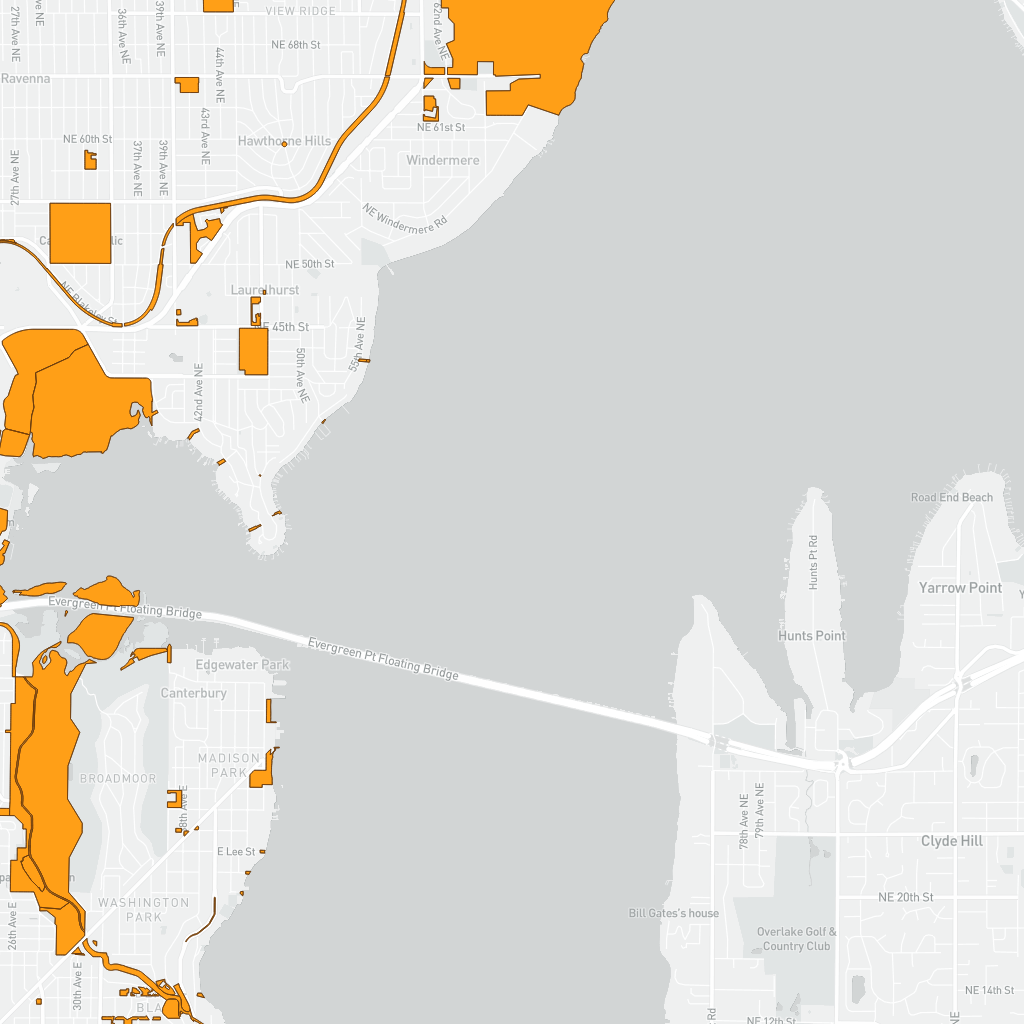 27th Ave NE
36th Ave NE
39th Ave NE
VIEW RIDGE
62nd Ave NE
NE 68th St
44th Ave NE
Ravenna
43rd Ave NE
NE 61st St
NE 60th St
Hawthorne Hills
37th Ave NE
39th Ave NE
Windermere
27th Ave NE
NE Windermere Rd
NE 50th St
NE Blakeley St
Laurelhurst
NE 45th St
55th Ave NE
50th Ave NE
42nd Ave NE
Road End Beach
Hunts Pt Rd
Yarrow Point
Evergreen Pt Floating Bridge
Hunts Point
Evergreen Pt Floating Bridge
Edgewater Park
Canterbury
MADISON
PARK
BROADMOOR
78th Ave NE
79th Ave NE
Clyde Hill
E Lee St
WASHINGTON
PARK
NE 20th St
26th Ave E
Bill Gates's house
Overlake Golf &
Country Club
30th Ave E
NE 14th St
NE 12th St